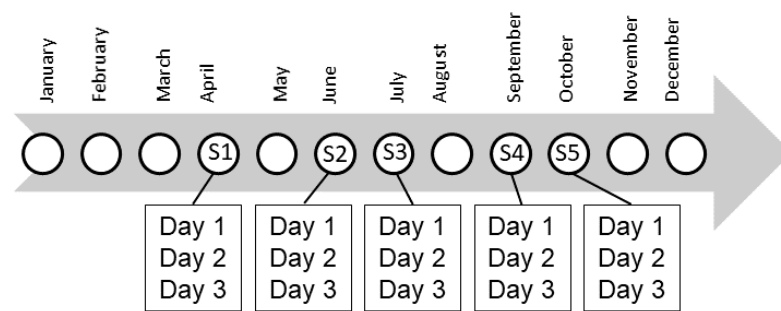 January
February
March
April
May
June
July
August
September
October
November
December
S1
S2
S3
S4
S5
Day 1
Day 2
Day 3
Day 1
Day 2
Day 3
Day 1
Day 2
Day 3
Day 1
Day 2
Day 3
Day 1
Day 2
Day 3